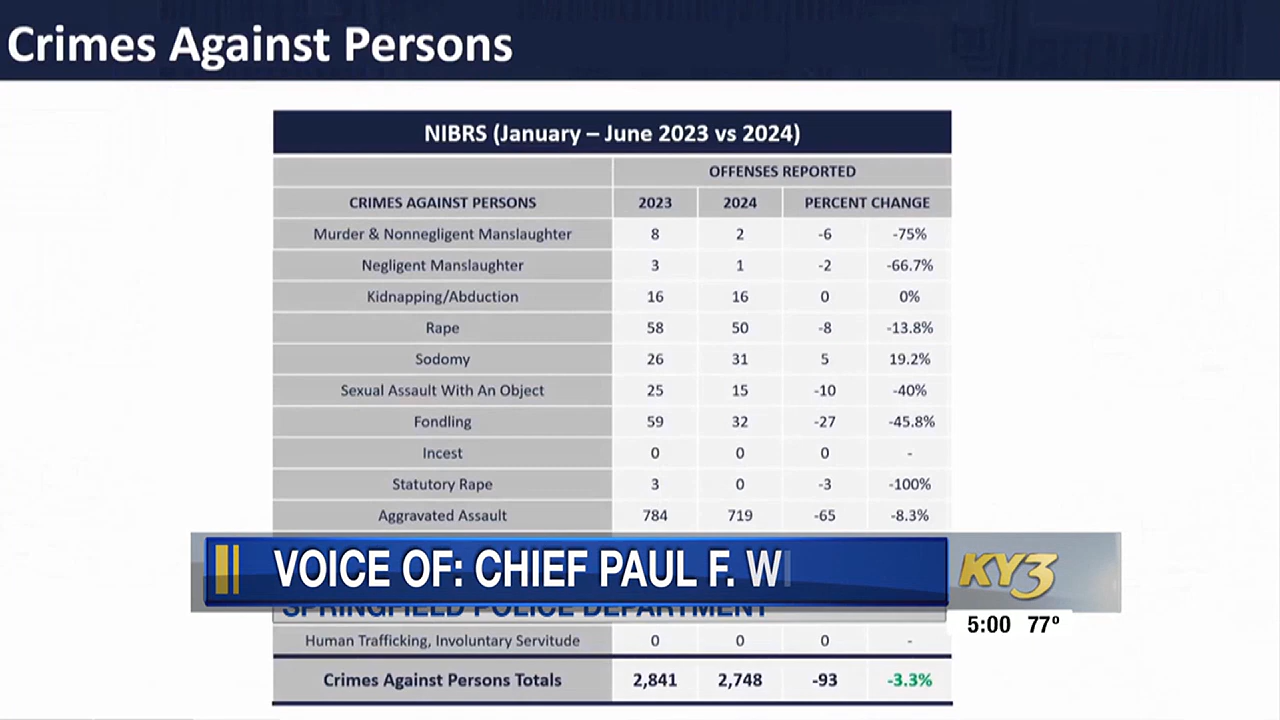 Crimes Against Persons
NIBRS (January – June 2023 vs 2024)
OFFENSES REPORTED
CRIMES AGAINST PERSONS 2023 2024 PERCENT CHANGE
Murder & Nonnegligent Manslaughter 8 2 -6 -75%
Negligent Manslaughter 3 1 -2 -66.7%
Kidnapping/Abduction 16 16 0 0%
Rape 58 50 -8 -13.8%
Sodomy 26 31 5 19.2%
Sexual Assault With An Object 25 15 -10 -40%
Fondling 59 32 -27 -45.8%
Incest 0 0 0 -
Statutory Rape 3 0 -3 -100%
Aggravated Assault 784 719 -65 -8.3%
VOICE OF: CHIEF PAUL F. W
KY3
SPRINGFIELD POLICE DEPARTMENT
5:00 77°
Human Trafficking, Involuntary Servitude 0 0 0 -
Crimes Against Persons Totals 2,841 2,748 -93 -3.3%